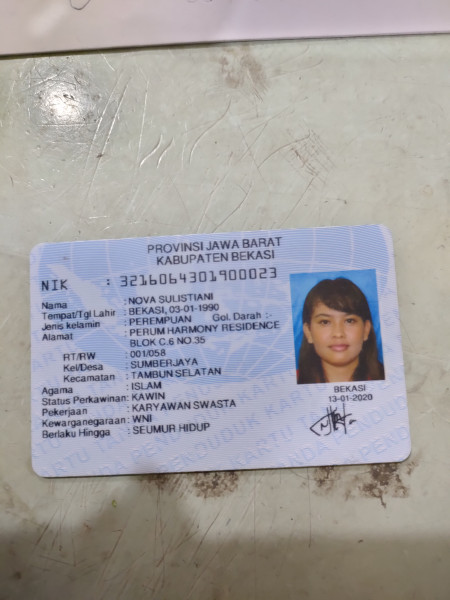 PROVINSI JAWA BARAT
KABUPATEN BEKASI
NIK : 3216064301900023
Nama : NOVA SULISTIANI
Tempat/Tgl Lahir : BEKASI, 03-01-1990
Jenis kelamin : PEREMPUAN Gol. Darah :-
Alamat : PERUM HARMONY RESIDENCE
BLOK C.6 NO.35
RT/RW : 001/058
Kel/Desa : SUMBERJAYA
Kecamatan : TAMBUN SELATAN
Agama : ISLAM
Status Perkawinan: KAWIN
Pekerjaan : KARYAWAN SWASTA
Kewarganegaraan: WNI
Berlaku Hingga : SEUMUR HIDUP
BEKASI
13-01-2020